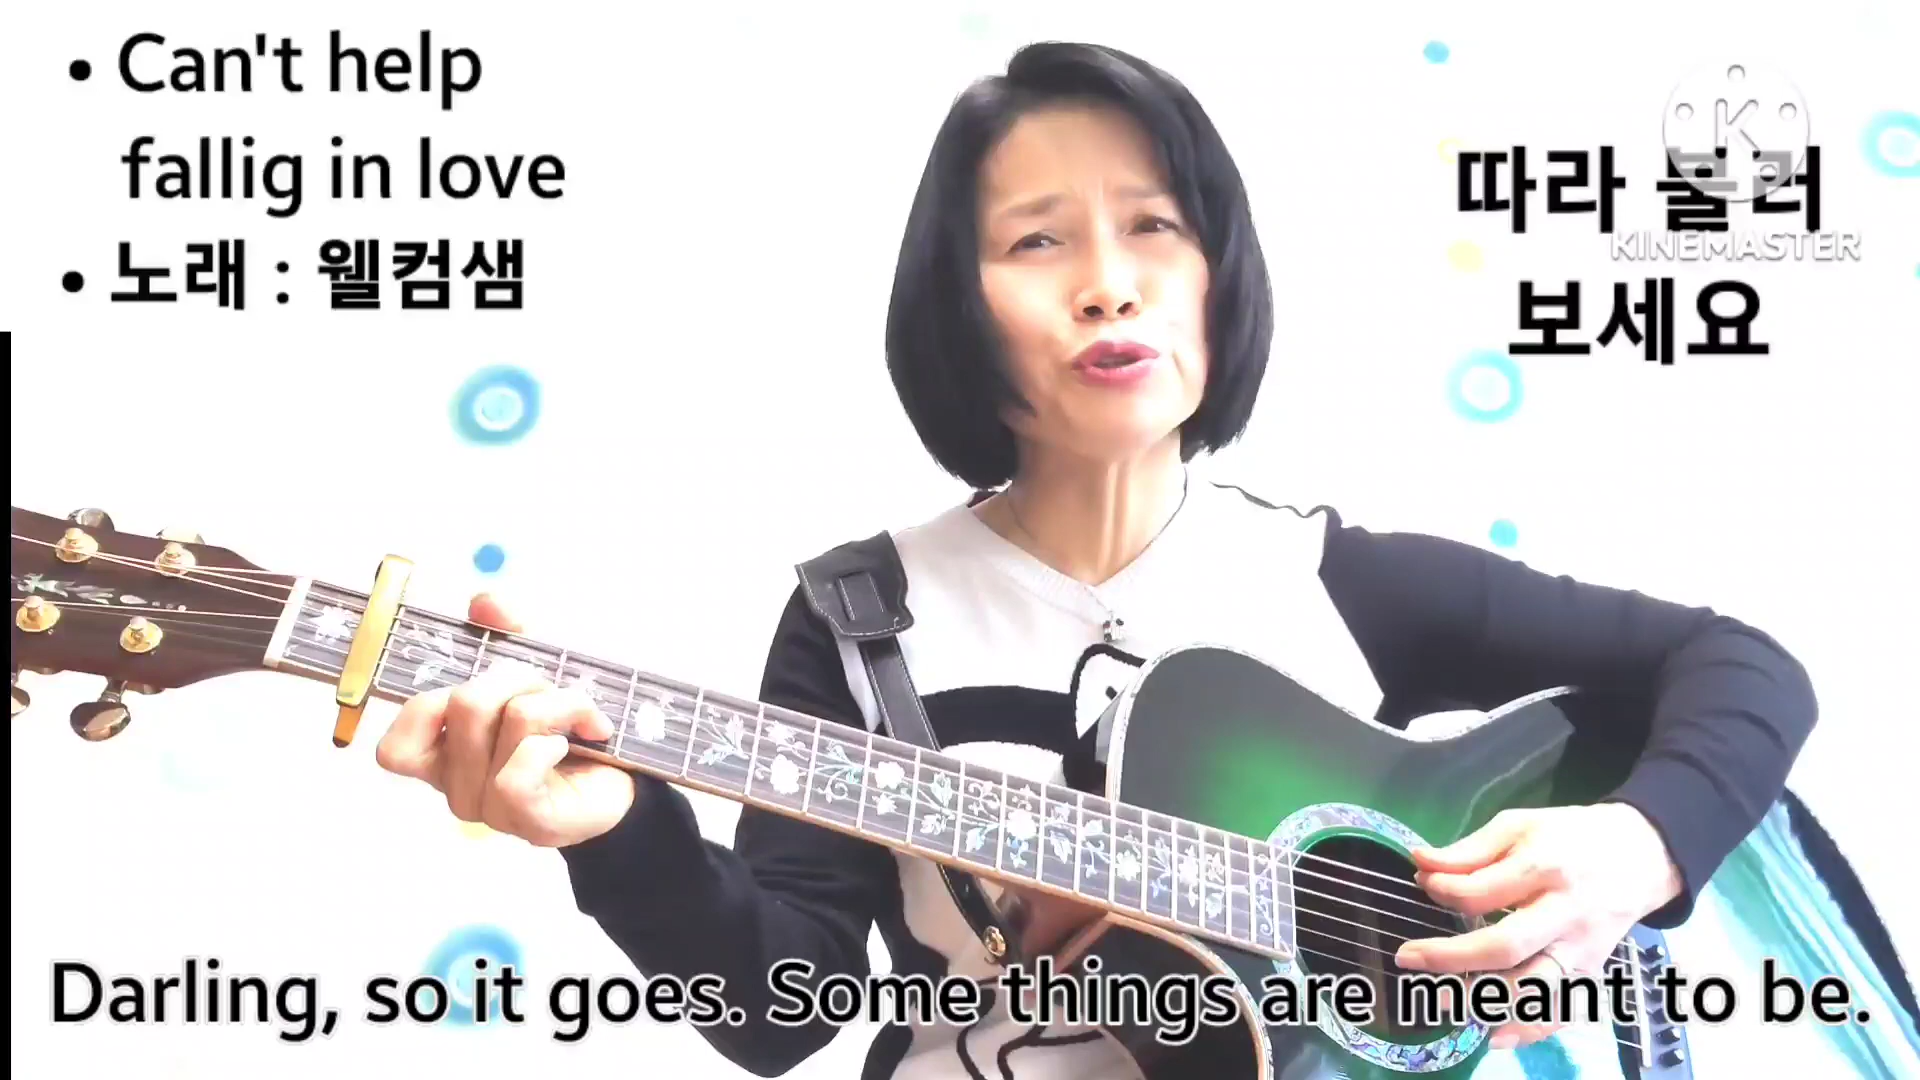 • Can't help
fallig in love
• 노래 : 웰컴샘
따라 불러
보세요
K
KINEMASTER
Darling, so it goes. Some things are meant to be.